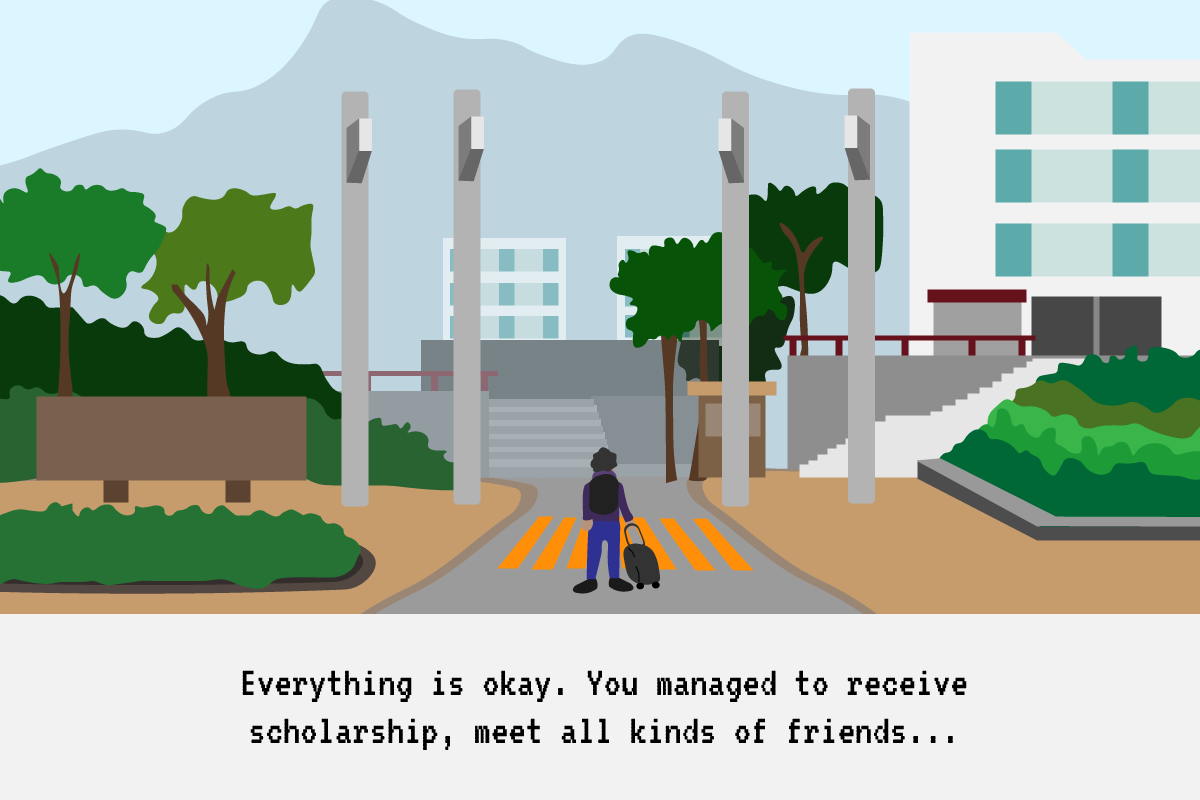 Everything is okay. You managed to receive
scholarship, meet all kinds of friends...